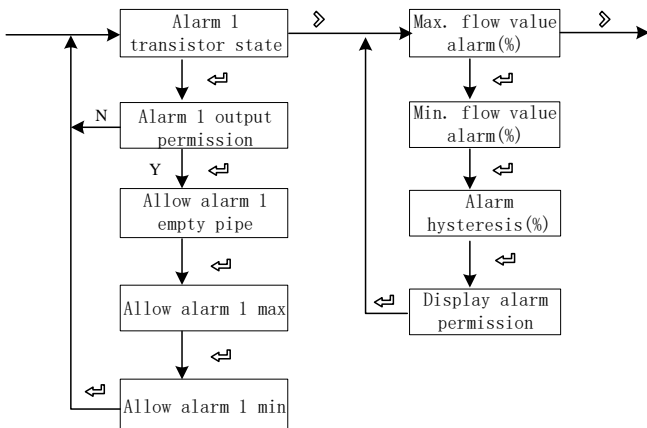 Alarm 1
transistor state
Alarm 1 output
permission
N
Y
Allow alarm 1
empty pipe
Allow alarm 1 max
Allow alarm 1 min
Max. flow value
alarm(%)
Min. flow value
alarm(%)
Alarm
hysteresis(%)
Display alarm
permission